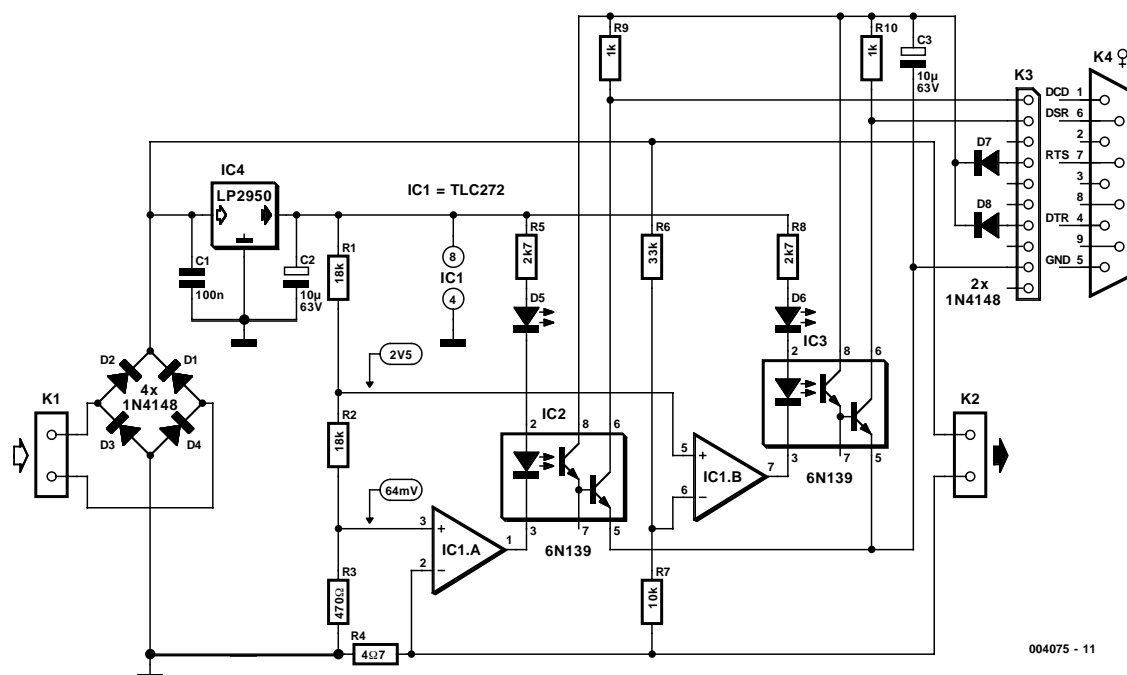 R9
1k
R10
1k
C3
10µ
63V
K3
K4
DCD 1
DSR 6
2
RTS 7
3
8
DTR 4
9
GND 5
D7
D8
2x
1N4148
IC4
LP2950
IC1 = TLC272
C1
100n
C2
10µ
63V
R1
18k
8
IC1
4
R5
2k7
D5
R6
33k
R8
2k7
D6
IC3
2
8
6
3
7
5
6N139
2V5
D2
D1
4x
1N4148
D3
D4
K1
R2
18k
IC2
2
8
6
3
7
5
6N139
5
+
6
−
IC1.B
7
K2
64mV
3
+
IC1.A
1
2
−
R3
470Ω
R4
4Ω7
R7
10k
004075 - 11